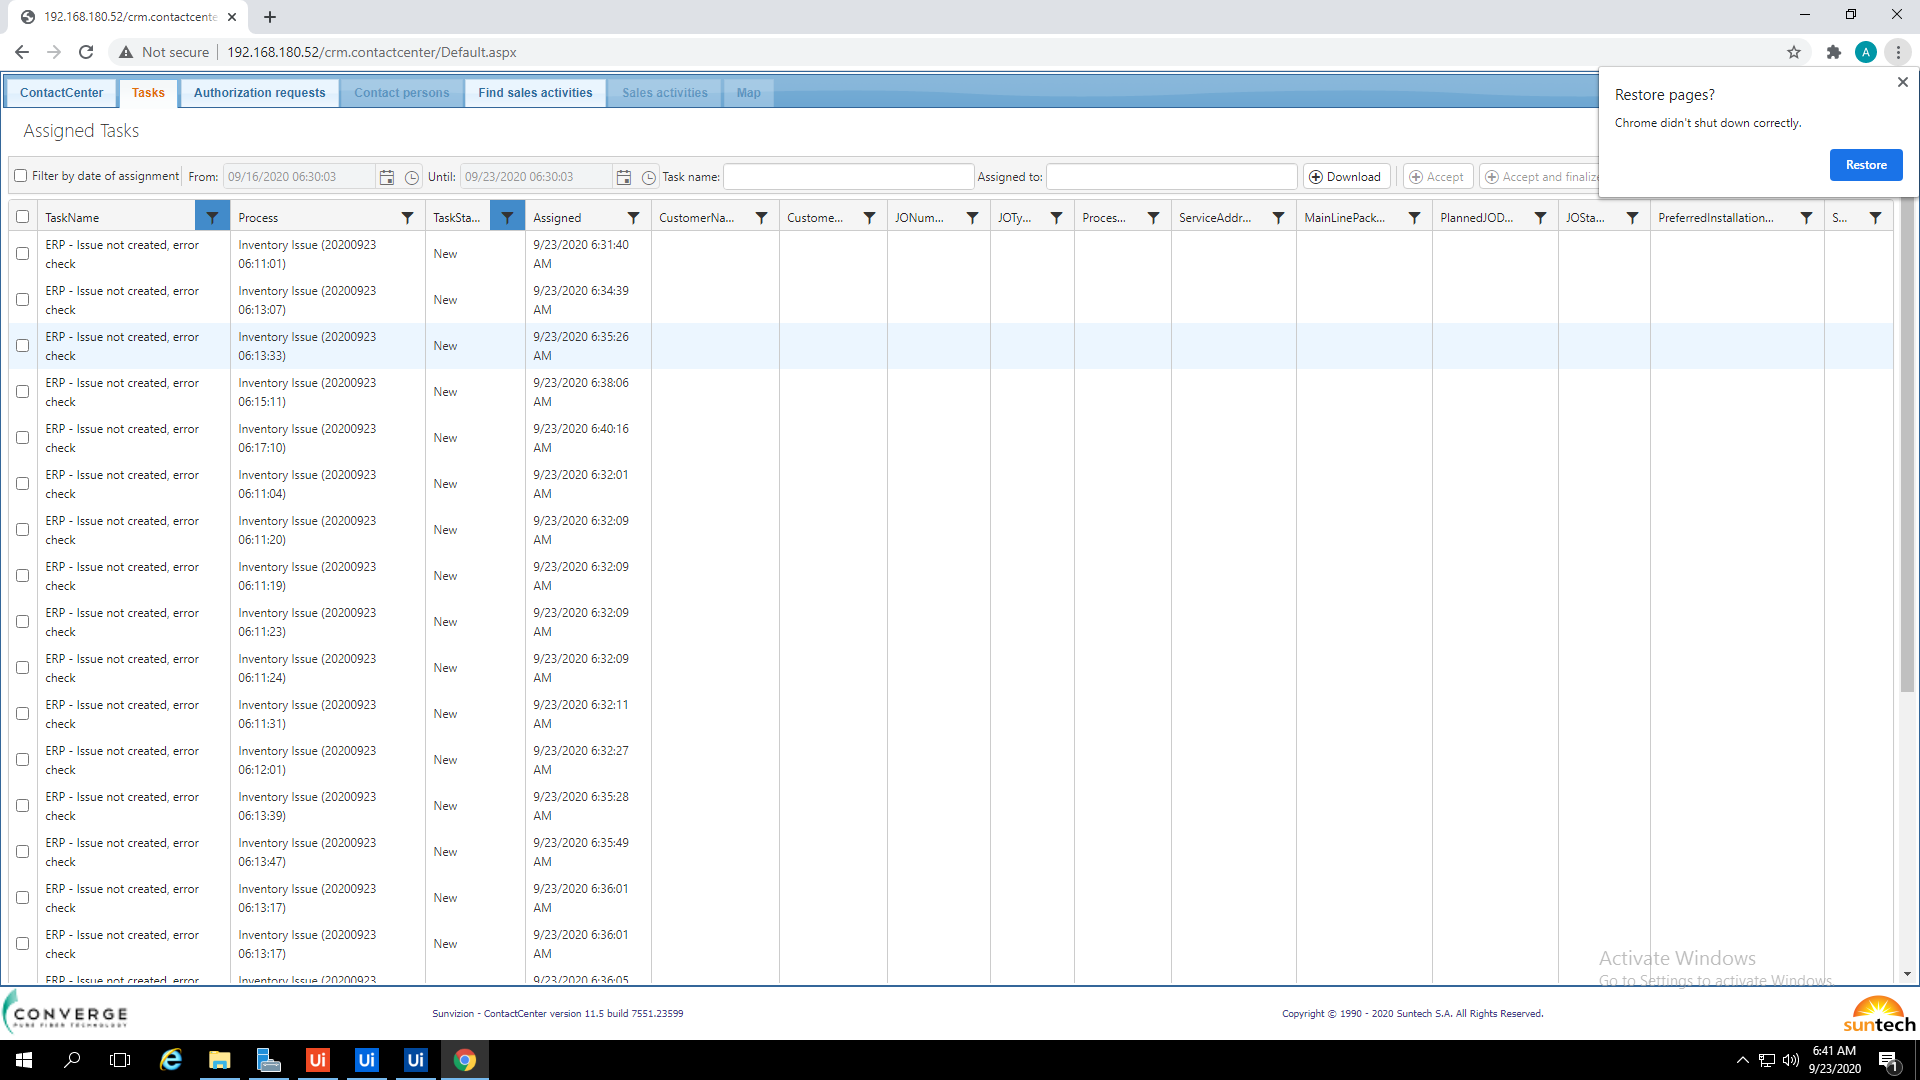 192.168.180.52/crm.contactcente
Not secure
192.168.180.52/crm.contactcenter/Default.aspx
A
ContactCenter
Tasks
Authorization requests
Contact persons
Find sales activities
Sales activities
Map
Restore pages?
Chrome didn't shut down correctly.
Restore
Assigned Tasks
Filter by date of assignment
From:
09/16/2020 06:30:03
Until:
09/23/2020 06:30:03
Task name:
Assigned to:
Download
Accept
Accept and finalize
TaskName
Process
TaskSta...
Assigned
CustomerNa...
Custome...
JONum...
JOTy...
Proces...
ServiceAddr...
MainLinePack...
PlannedJOD...
JOSta...
PreferredInstallation...
S...
ERP - Issue not created, error
check
Inventory Issue (20200923
06:11:01)
New
9/23/2020 6:31:40
AM
ERP - Issue not created, error
check
Inventory Issue (20200923
06:13:07)
New
9/23/2020 6:34:39
AM
ERP - Issue not created, error
check
Inventory Issue (20200923
06:13:33)
New
9/23/2020 6:35:26
AM
ERP - Issue not created, error
check
Inventory Issue (20200923
06:15:11)
New
9/23/2020 6:38:06
AM
ERP - Issue not created, error
check
Inventory Issue (20200923
06:17:10)
New
9/23/2020 6:40:16
AM
ERP - Issue not created, error
check
Inventory Issue (20200923
06:11:04)
New
9/23/2020 6:32:01
AM
ERP - Issue not created, error
check
Inventory Issue (20200923
06:11:20)
New
9/23/2020 6:32:09
AM
ERP - Issue not created, error
check
Inventory Issue (20200923
06:11:19)
New
9/23/2020 6:32:09
AM
ERP - Issue not created, error
check
Inventory Issue (20200923
06:11:23)
New
9/23/2020 6:32:09
AM
ERP - Issue not created, error
check
Inventory Issue (20200923
06:11:24)
New
9/23/2020 6:32:09
AM
ERP - Issue not created, error
check
Inventory Issue (20200923
06:11:31)
New
9/23/2020 6:32:11
AM
ERP - Issue not created, error
check
Inventory Issue (20200923
06:12:01)
New
9/23/2020 6:32:27
AM
ERP - Issue not created, error
check
Inventory Issue (20200923
06:13:39)
New
9/23/2020 6:35:28
AM
ERP - Issue not created, error
check
Inventory Issue (20200923
06:13:47)
New
9/23/2020 6:35:49
AM
ERP - Issue not created, error
check
Inventory Issue (20200923
06:13:17)
New
9/23/2020 6:36:01
AM
ERP - Issue not created, error
check
Inventory Issue (20200923
06:13:17)
New
9/23/2020 6:36:01
AM
ERP - Issue not created, error
Inventory Issue (20200923
9/23/2020 6:36:05
Activate Windows
Go to Settings to activate Windows.
CONVERGE
PURE FIBER TECHNOLOGY
Sunvizion - ContactCenter version 11.5 build 7551.23599
Copyright © 1990 - 2020 Suntech S.A. All Rights Reserved.
suntech
Ui
Ui
Ui
6:41 AM
9/23/2020
1